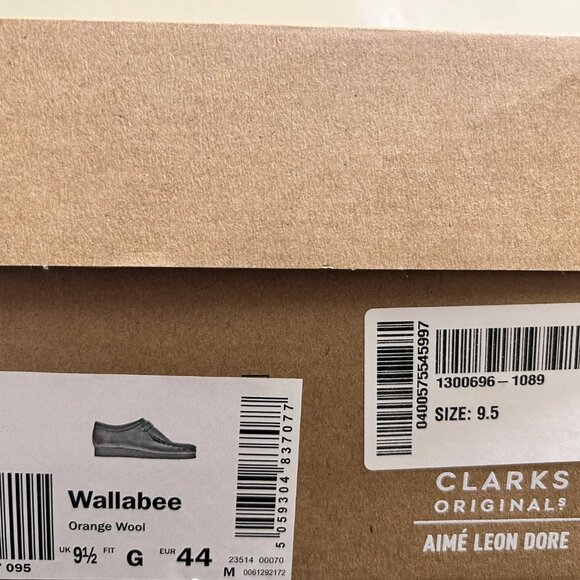 0400575545997
1300696-1089
SIZE: 9.5
CLARKS
ORIGINALS
AIMÉ LEON DORE
Wallabee
Orange Wool
UK 9½ FIT G EUR 44
5 059304 837077
23514 00070
M 0061292172
7 095